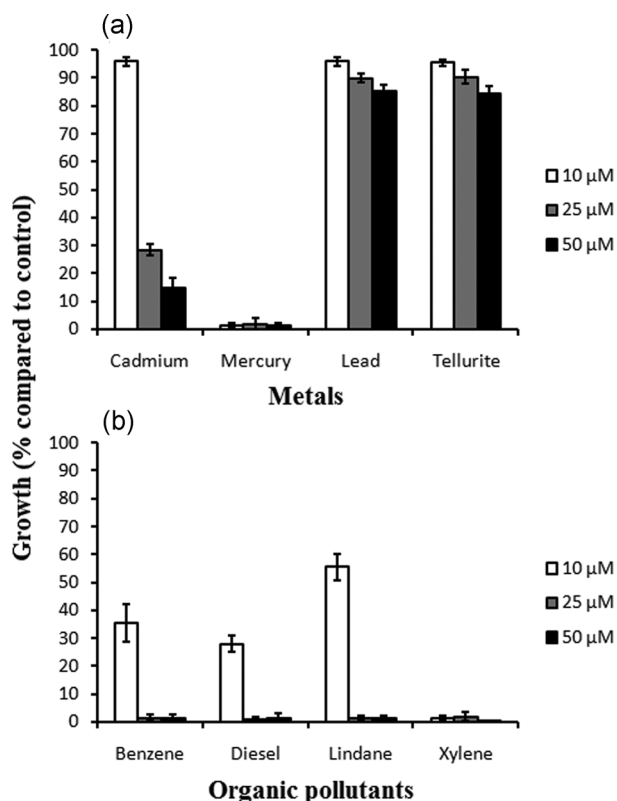 (a)
Growth (% compared to control)
100
90
80
70
60
50
40
30
20
10
0
Cadmium Mercury Lead Tellurite
Metals
10 µM
25 µM
50 µM
(b)
100
90
80
70
60
50
40
30
20
10
0
Benzene Diesel Lindane Xylene
Organic pollutants
10 µM
25 µM
50 µM